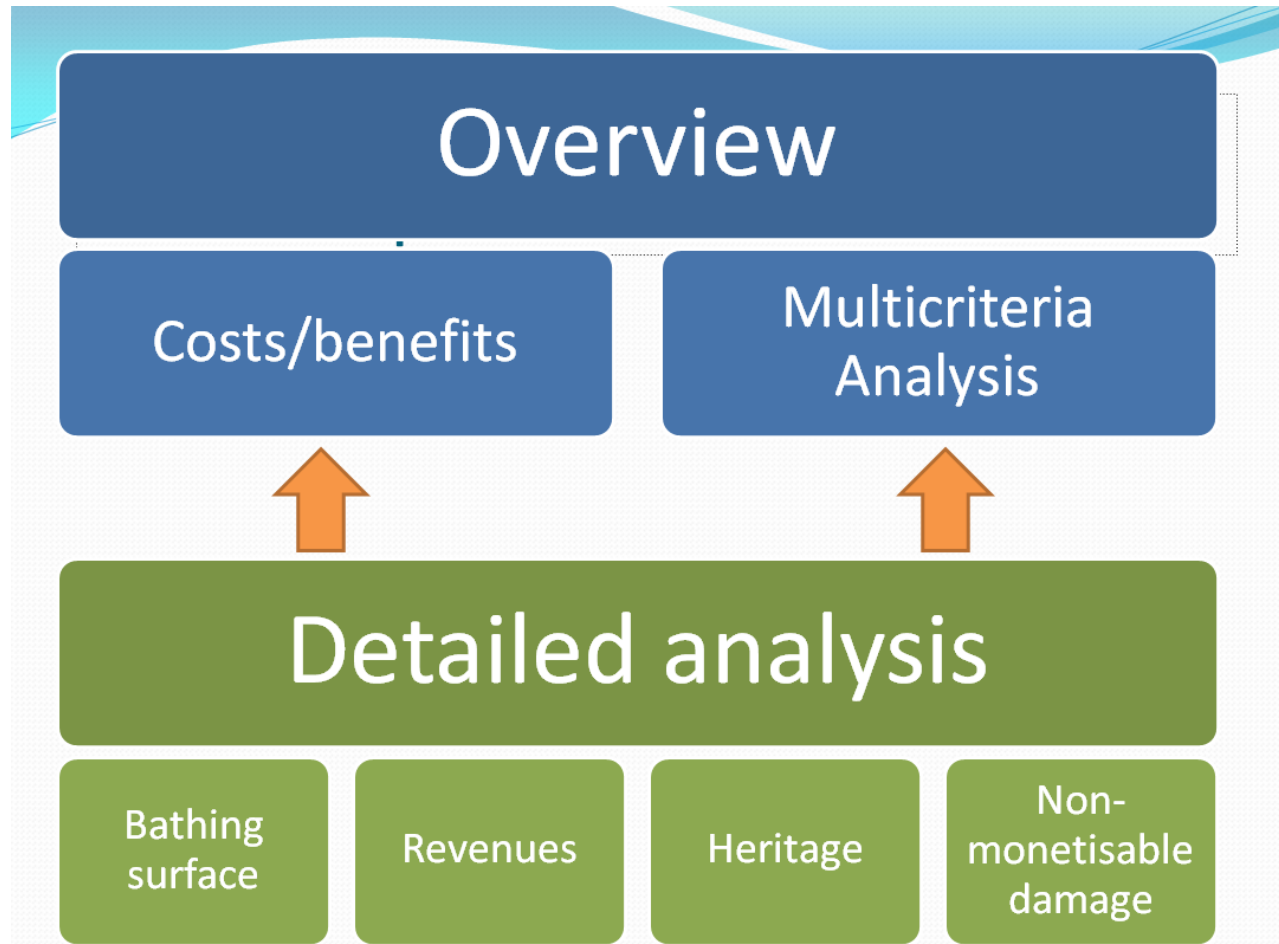 Overview
Costs/benefits
Multicriteria
Analysis
Detailed analysis
Bathing
surface
Revenues
Heritage
Non-
monetisable
damage